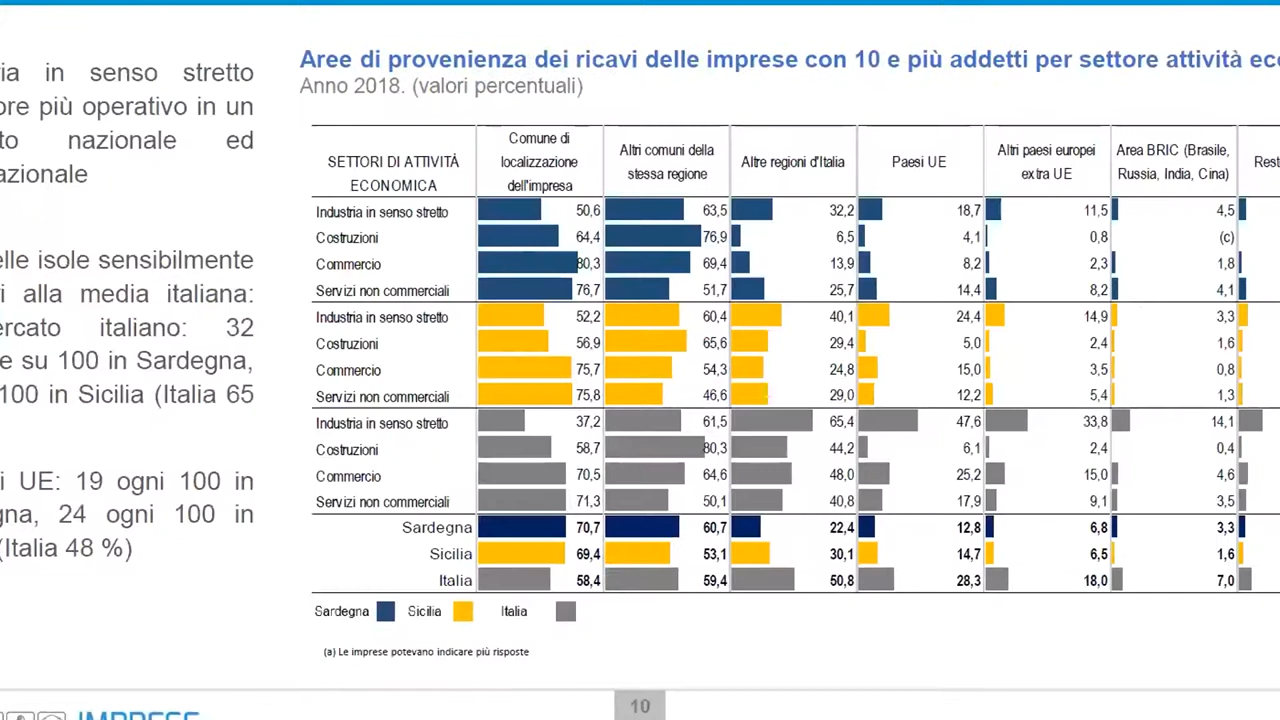 Aree di provenienza dei ricavi delle imprese con 10 e più addetti per settore attività
Anno 2018. (valori percentuali)
in senso stretto
più operativo in un
nazionale ed
isole sensibilmente
alla media italiana:
italiano: 32
su 100 in Sardegna,
100 in Sicilia (Italia 65
UE: 19 ogni 100 in
24 ogni 100 in
(Italia 48 %)
SETTORI DI ATTIVITÀ
ECONOMICA
Comune di
localizzazione
dell'impresa
Altri comuni della
stessa regione
Altre regioni d'Italia
Paesi UE
Altri paesi europei
extra UE
Area BRIC (Brasile,
Russia, India, Cina)
Industria in senso stretto 50,6 63,5 32,2 18,7 11,5 4,5
Costruzioni 64,4 76,9 6,5 4,1 0,8 (c)
Commercio 80,3 69,4 13,9 8,2 2,3 1,8
Servizi non commerciali 76,7 51,7 25,7 14,4 8,2 4,1
Industria in senso stretto 52,2 60,4 40,1 24,4 14,9 3,3
Costruzioni 56,9 65,6 29,4 5,0 2,4 1,6
Commercio 75,7 54,3 24,8 15,0 3,5 0,8
Servizi non commerciali 75,8 46,6 29,0 12,2 5,4 1,3
Industria in senso stretto 37,2 61,5 65,4 47,6 33,8 14,1
Costruzioni 58,7 80,3 44,2 6,1 2,4 0,4
Commercio 70,5 64,6 48,0 25,2 15,0 4,6
Servizi non commerciali 71,3 50,1 40,8 17,9 9,1 3,5
Sardegna 70,7 60,7 22,4 12,8 6,8 3,3
Sicilia 69,4 53,1 30,1 14,7 6,5 1,6
Italia 58,4 59,4 50,8 28,3 18,0 7,0
Sardegna Sicilia Italia
(a) Le imprese potevano indicare più risposte
10
IMPRESE